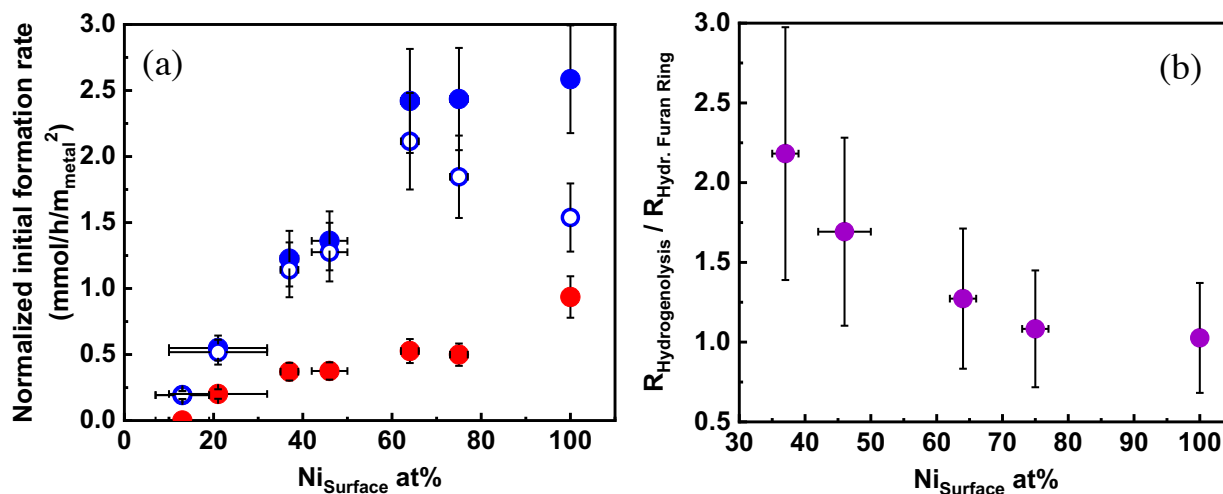 (a)
Normalized initial formation rate
(mmol/h/m_metal²)
3.0
2.5
2.0
1.5
1.0
0.5
0.0
0 20 40 60 80 100
Ni_Surface at%
(b)
R_Hydrogenolysis / R_Hydr. Furan Ring
3.0
2.5
2.0
1.5
1.0
0.5
30 40 50 60 70 80 90 100
Ni_Surface at%